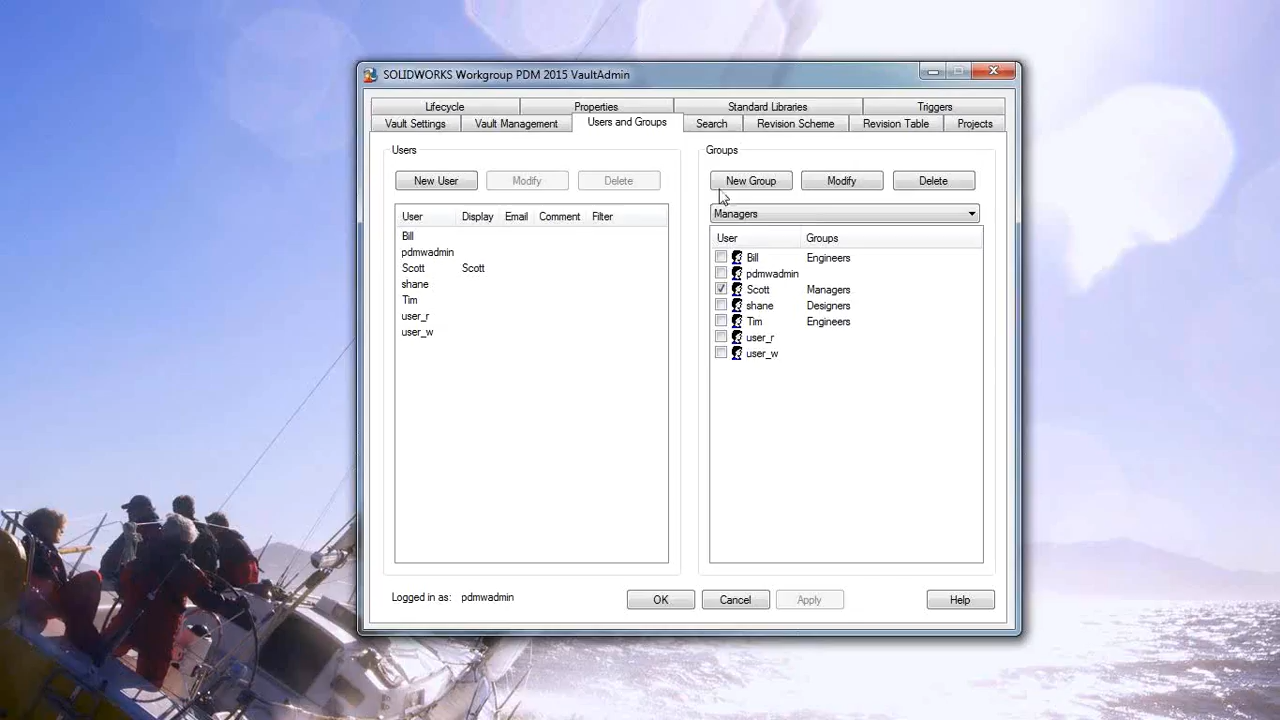 SOLIDWORKS Workgroup PDM 2015 VaultAdmin
Lifecycle Properties Standard Libraries Triggers
Vault Settings Vault Management Users and Groups Search Revision Scheme Revision Table Projects
Users
New User Modify Delete
User Display Email Comment Filter
Bill
pdmwadmin
Scott Scott
shane
Tim
user_r
user_w
Groups
New Group Modify Delete
Managers
User Groups
Bill Engineers
pdmwadmin
Scott Managers
shane Designers
Tim Engineers
user_r
user_w
Logged in as: pdmwadmin
OK Cancel Apply Help